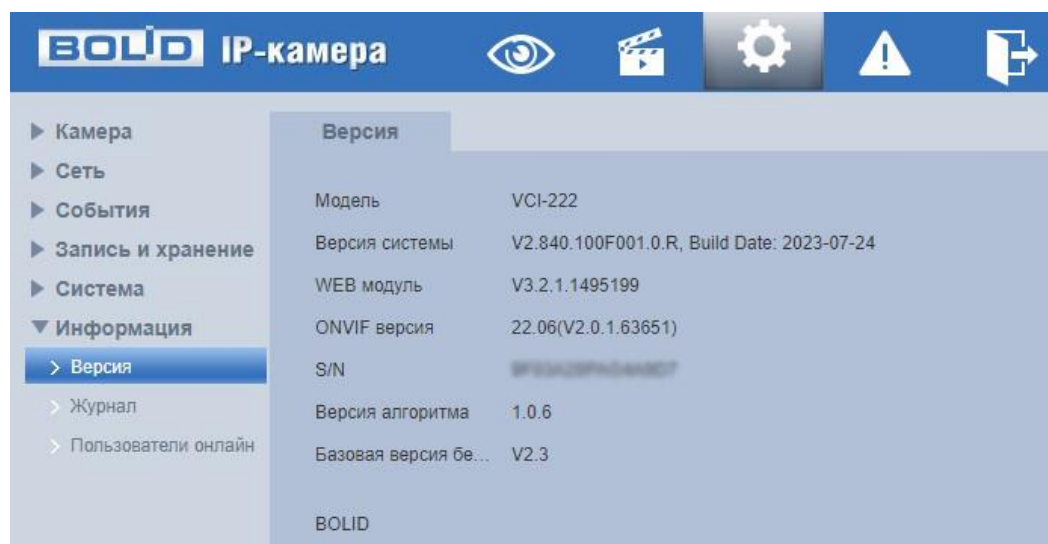 BOLID IP-камера
Камера
Сеть
События
Запись и хранение
Система
Информация
Версия
Журнал
Пользователи онлайн
Версия
Модель VCI-222
Версия системы V2.840.100F001.0.R, Build Date: 2023-07-24
WEB модуль V3.2.1.1495199
ONVIF версия 22.06(V2.0.1.63651)
S/N
Версия алгоритма 1.0.6
Базовая версия бе... V2.3
BOLID